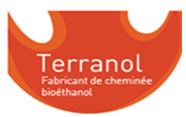 Terranol
Fabricant de cheminée
bioéthanol